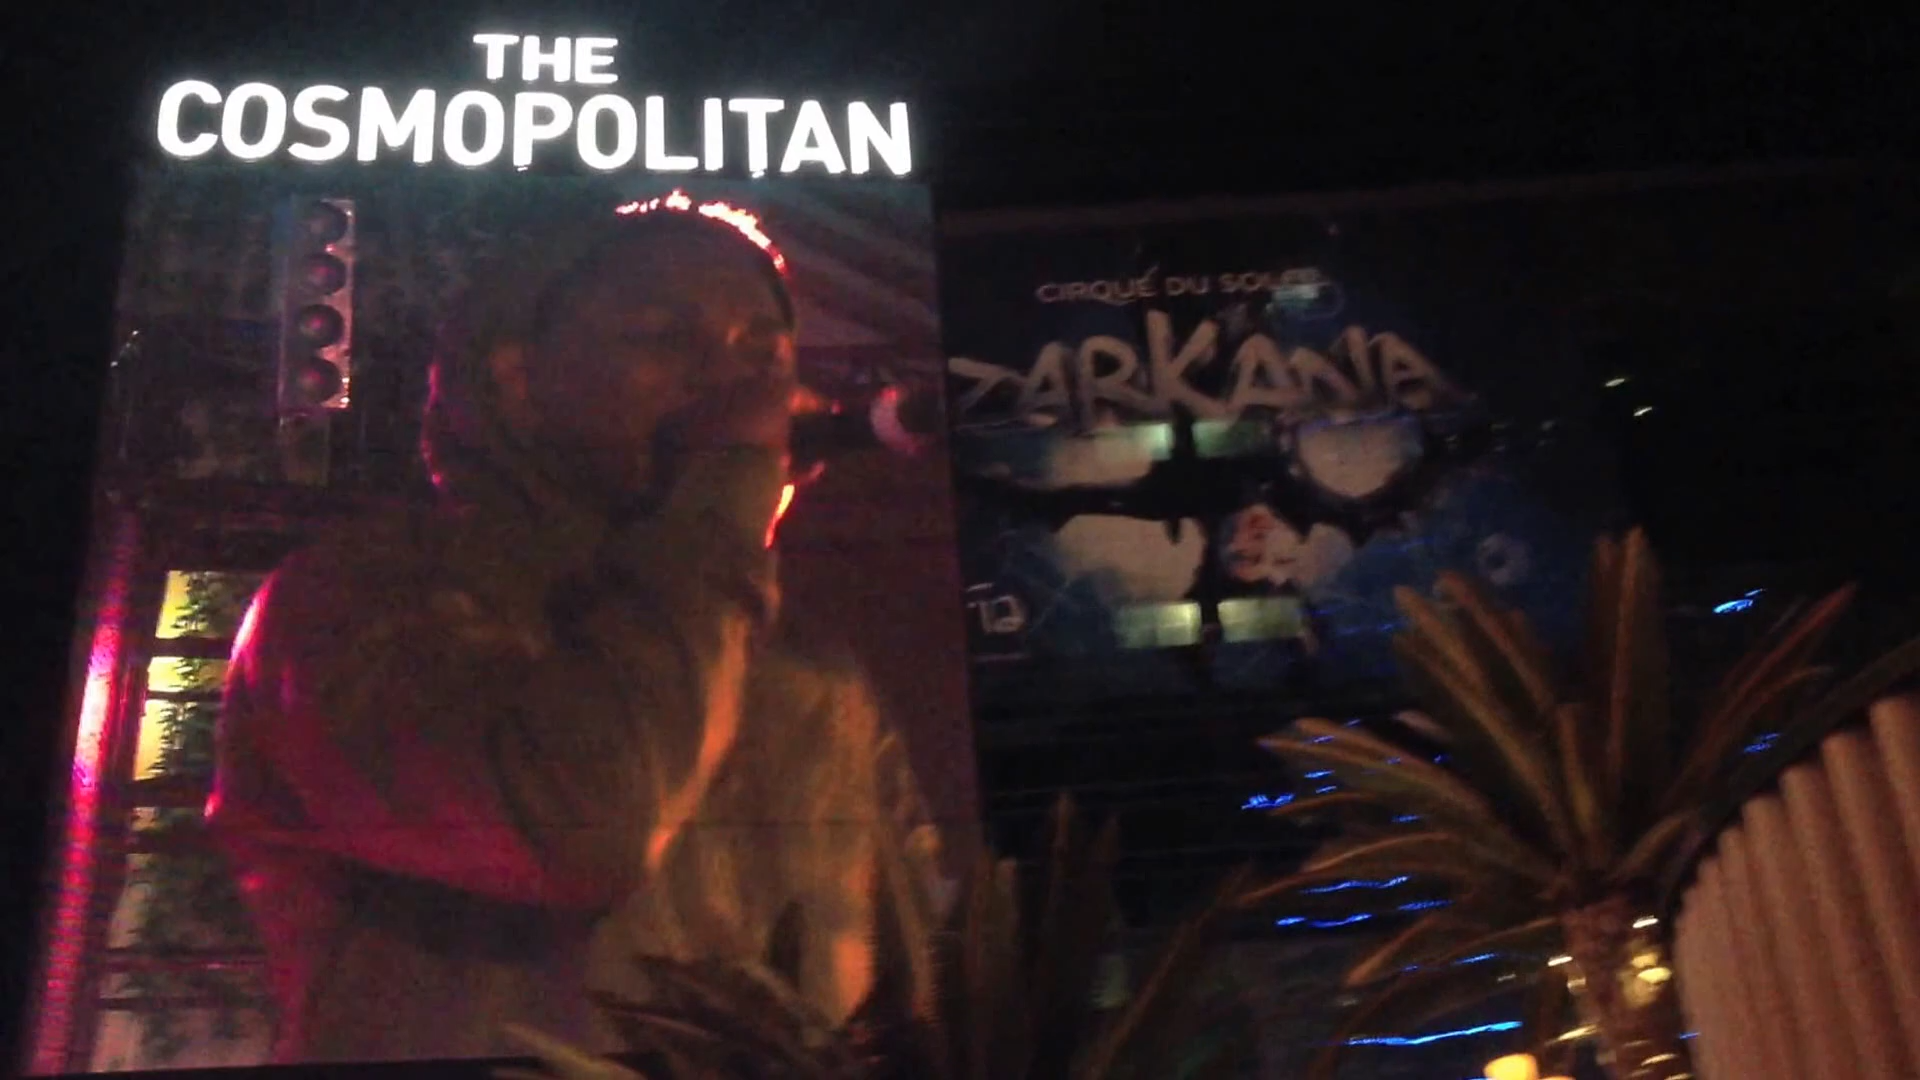 THE
COSMOPOLITAN
CIRQUE DU SOLEIL
ZARKANA